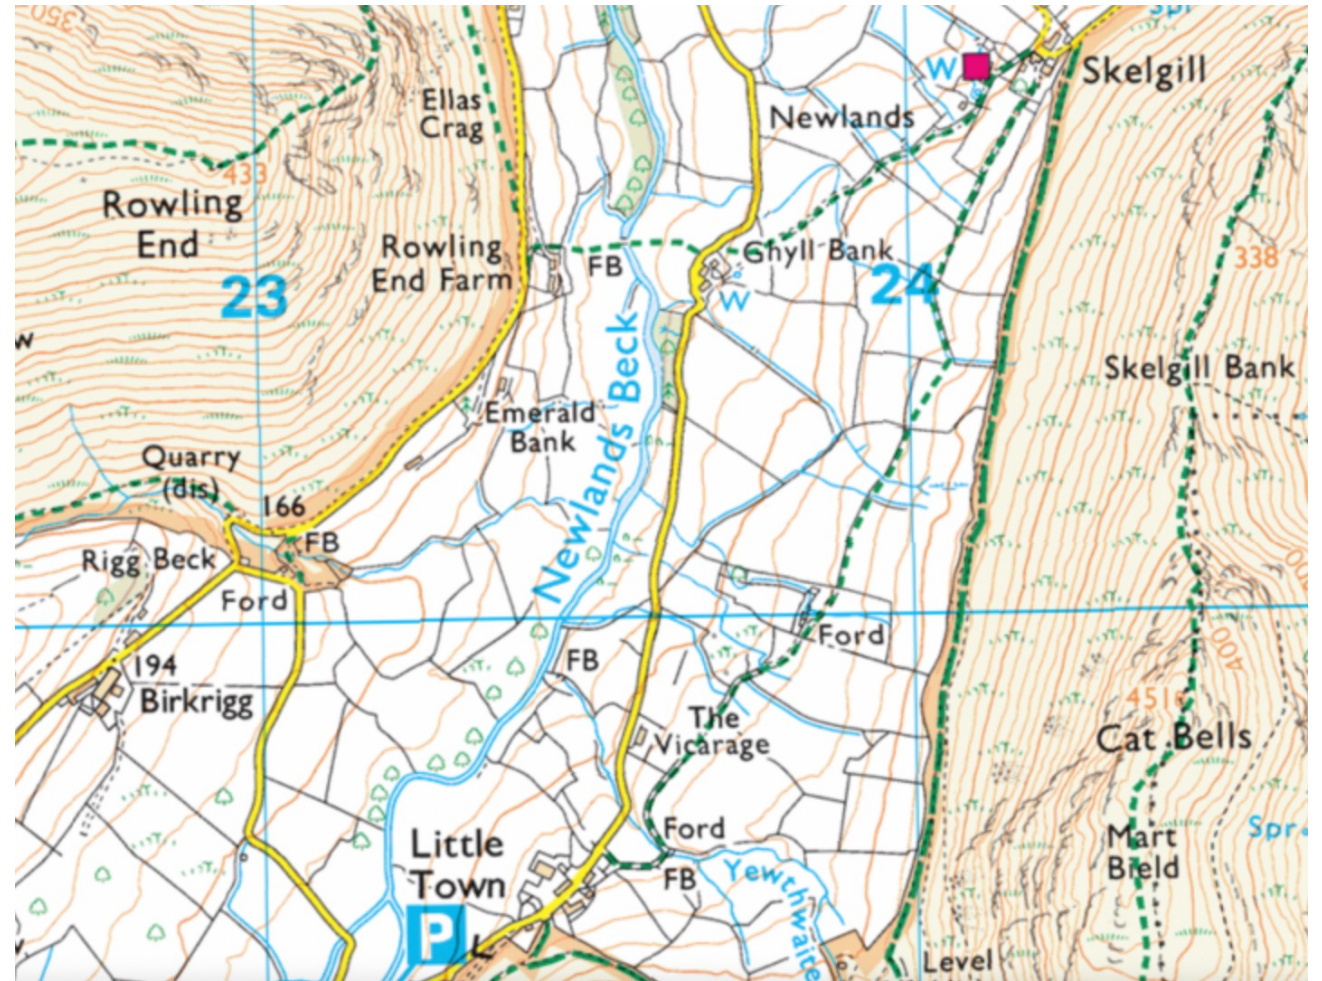 350
Spr
Skelgill
W
Ellas
Crag
Newlands
433
Rowling
End
Rowling
End Farm
Ghyll Bank
FB
338
23
24
W
w
Newlands Beck
Skelgill Bank
Emerald
Bank
Quarry
(dis)
166
FB
Rigg Beck
Ford
Ford
400
194
Birkrigg
FB
451
The
Vicarage
Cat Bells
Ford
Spr
Little
Town
Mart
Bield
FB
Yewthwaite
P
Level